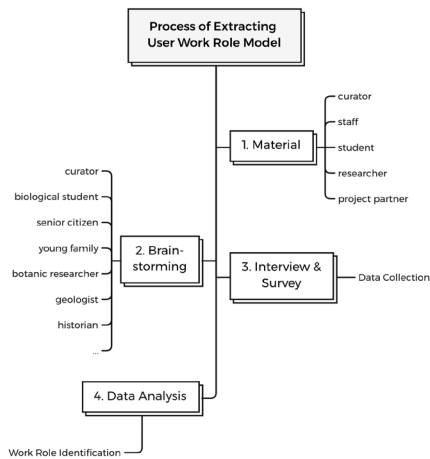 Process of Extracting
User Work Role Model
1. Material
curator
staff
student
researcher
project partner
2. Brain-
storming
curator
biological student
senior citizen
young family
botanic researcher
geologist
historian
...
3. Interview &
Survey
Data Collection
4. Data Analysis
Work Role Identification